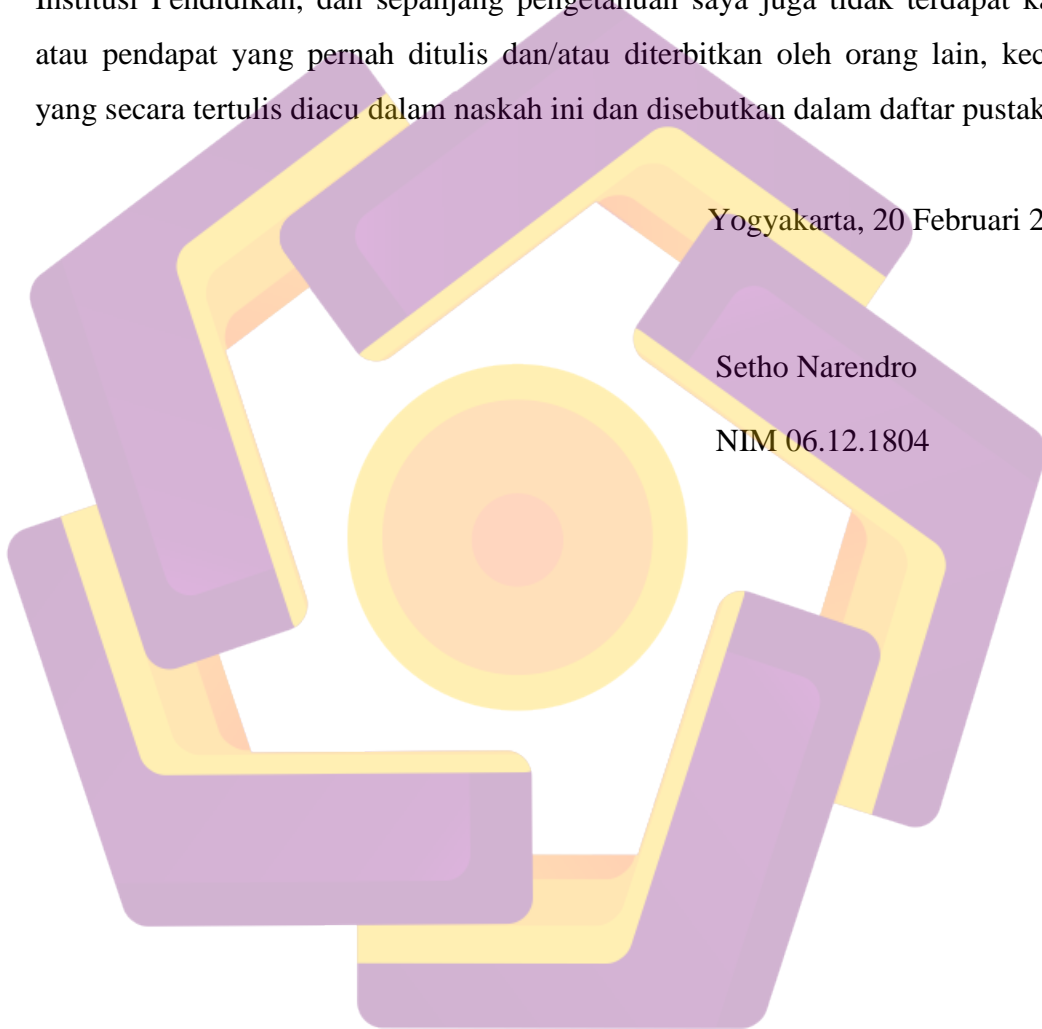 Institusi Pendidikan, dan sepanjang pengetahuan saya juga tidak terdapat ka
atau pendapat yang pernah ditulis dan/atau diterbitkan oleh orang lain, kec
yang secara tertulis diacu dalam naskah ini dan disebutkan dalam daftar pustak
Yogyakarta, 20 Februari 2
Setho Narendro
NIM 06.12.1804